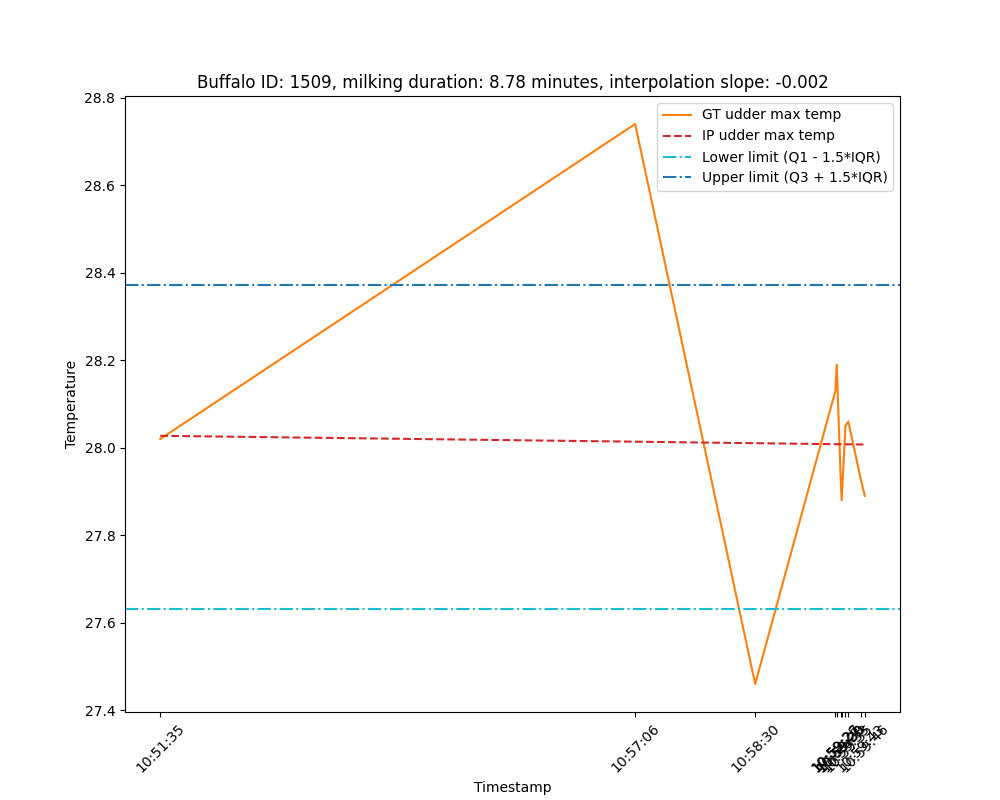 Buffalo ID: 1509, milking duration: 8.78 minutes, interpolation slope: -0.002
GT udder max temp
IP udder max temp
Lower limit (Q1 - 1.5*IQR)
Upper limit (Q3 + 1.5*IQR)
Temperature
28.8
28.6
28.4
28.2
28.0
27.8
27.6
27.4
10:51:35
10:57:06
10:58:30
Timestamp